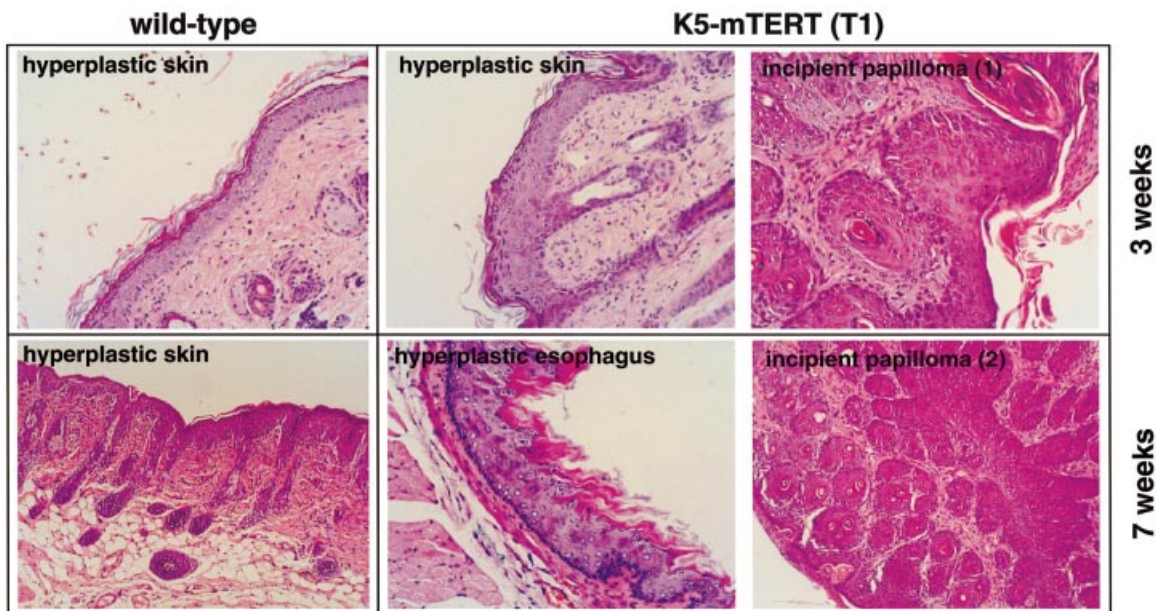 wild-type
K5-mTERT (T1)
hyperplastic skin
hyperplastic skin
incipient papilloma (1)
3 weeks
hyperplastic skin
hyperplastic esophagus
incipient papilloma (2)
7 weeks